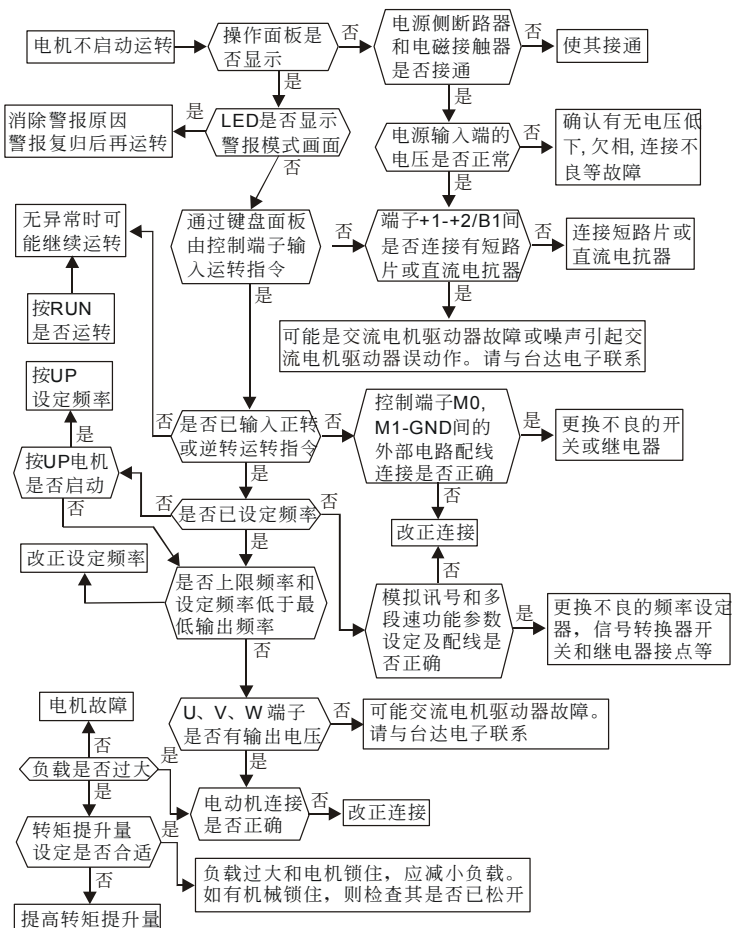 电机不启动运转
操作面板是
否显示
否
电源侧断路器
和电磁接触器
是否接通
否
使其接通
是
是
消除警报原因
警报复归后再运转
是
LED是否显示
警报模式画面
否
电源输入端的
电压是否正常
否
确认有无电压低
下,欠相,连接不
良等故障
是
无异常时可
能继续运转
通过键盘面板
由控制端子输
入运转指令
否
端子+1-+2/B1间
是否连接有短路
片或直流电抗器
否
连接短路片或
直流电抗器
是
是
按RUN
是否运转
可能是交流电机驱动器故障或噪声引起交
流电机驱动器误动作。请与台达电子联系
按UP
设定频率
是
否
是否已输入正转
或逆转运转指令
否
控制端子M0,
M1-GND间的
外部电路配线
连接是否正确
是
更换不良的开
关或继电器
按UP电机
是否启动
是
否
否
是否已设定频率
否
否
改正连接
是
否
改正设定频率
是否上限频率和
设定频率低于最
低输出频率
否
模拟讯号和多
段速功能参数
设定及配线是
否正确
是
更换不良的频率设定
器，信号转换器开
关和继电器接点等
电机故障
U、V、W 端子
是否有输出电压
否
可能交流电机驱动器故障。
请与台达电子联系
否
是
是
负载是否过大
是
电动机连接
是否正确
否
改正连接
转矩提升量
设定是否合适
是
负载过大和电机锁住，应减小负载。
如有机械锁住，则检查其是否已松开
否
提高转矩提升量